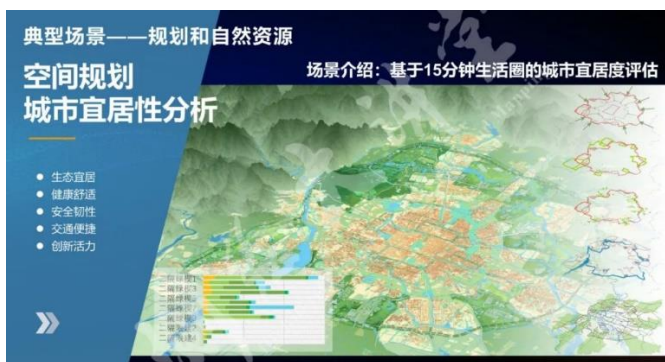 典型场景——规划和自然资源
空间规划
城市宜居性分析
场景介绍：基于15分钟生活圈的城市宜居度评估
生态宜居
健康舒适
安全韧性
交通便捷
创新活力